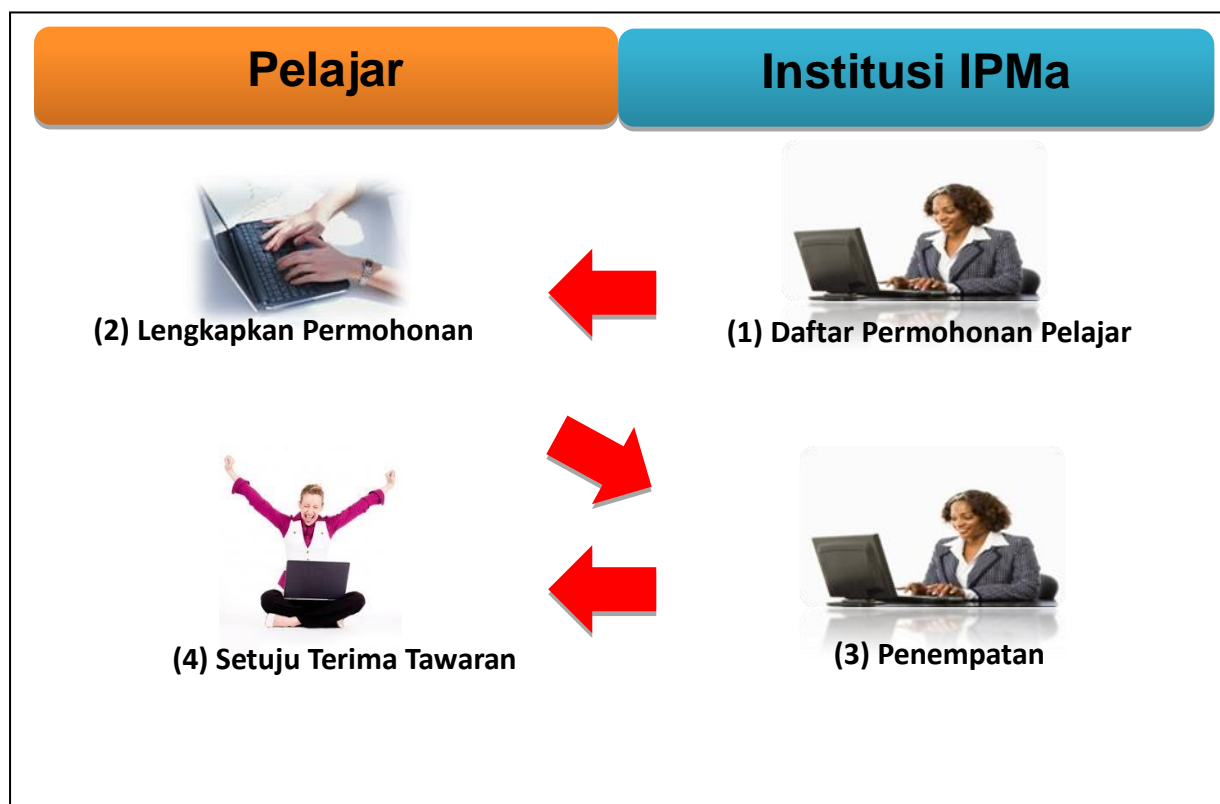 Pelajar
Institusi IPMa
(2) Lengkapkan Permohonan
(1) Daftar Permohonan Pelajar
(4) Setuju Terima Tawaran
(3) Penempatan